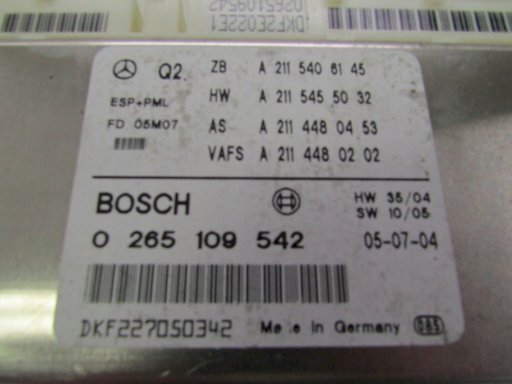 0265109542
DKF2E022E1
Q2. ZB A 211 540 61 45
ESP+PML HW A 211 545 50 32
FD 05M07 AS A 211 448 04 53
VAFS A 211 448 02 02
BOSCH HW 35/04
SW 10/05
0 265 109 542 05-07-04
DKF227050342 in Germany